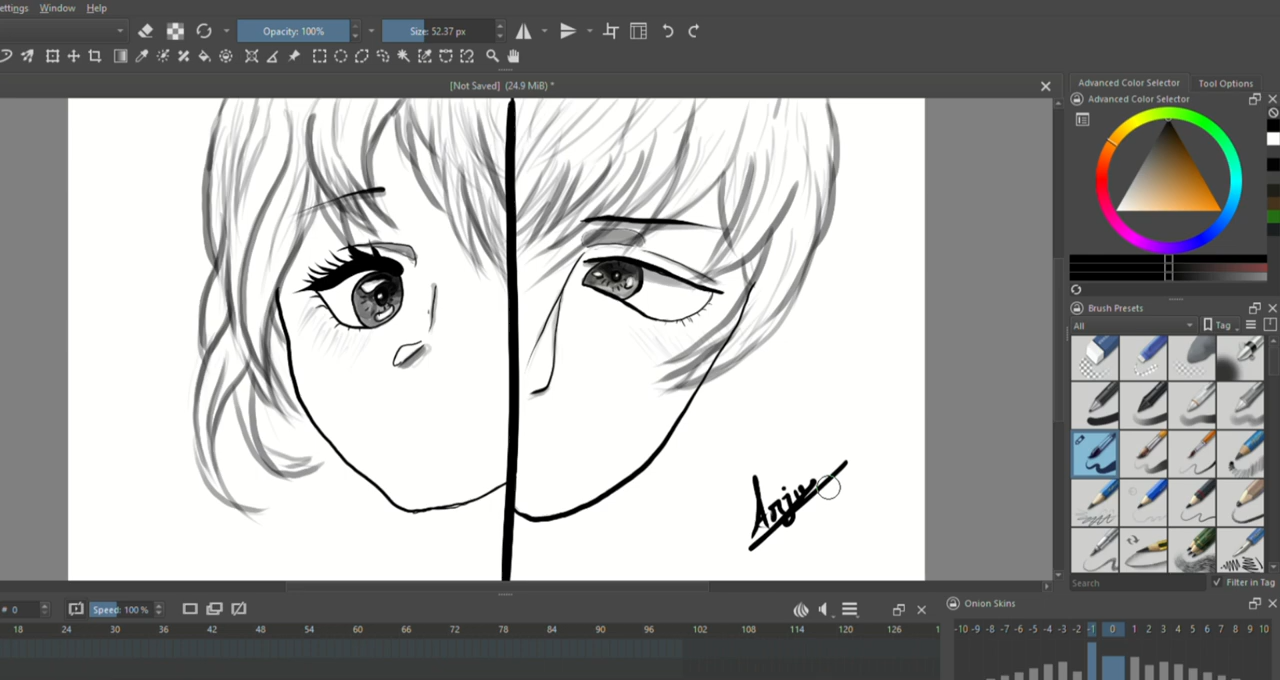 ettings Window Help
Opacity: 100% Size: 52.37 px
[Not Saved] (24.9 MiB) *
Advanced Color Selector Tool Options
Advanced Color Selector
Brush Presets
All Tag
Search Filter in Tag
Anju
# 0 Speed: 100 %
18 24 30 36 42 48 54 60 66 72 78 84 90 96 102 108 114 120 126 1
Onion Skins
-10 -9 -8 -7 -6 -5 -4 -3 -2 -1 0 1 2 3 4 5 6 7 8 9 10